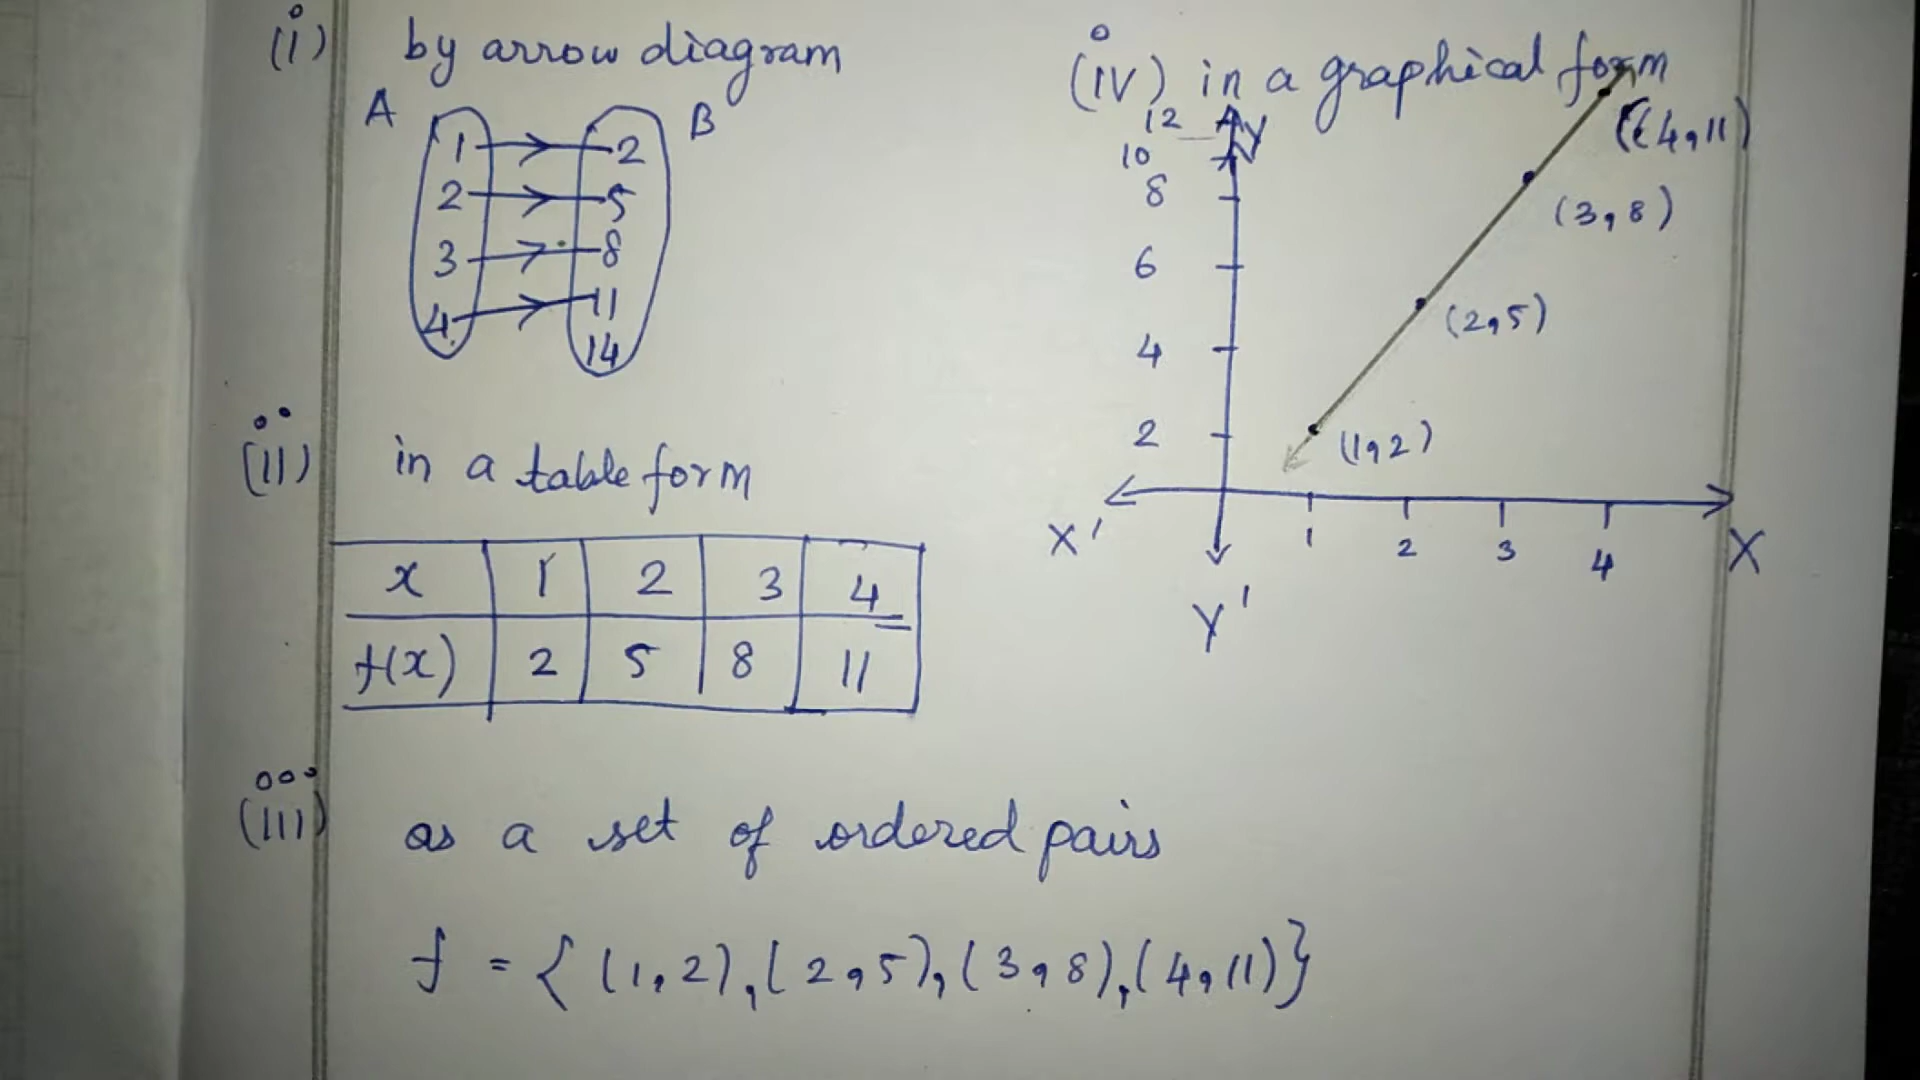 (i) by arrow diagram
A B
1 2
2 5
3 8
4 11
14
(ii) in a table form
x 1 2 3 4
f(x) 2 5 8 11
(iii) as a set of ordered pairs
f = { (1,2),(2,5),(3,8),(4,11)}
(iv) in a graphical form
12 Y
10
8
6
4
2
(4,11)
(3,8)
(2,5)
(1,2)
X' 1 2 3 4 X
Y'